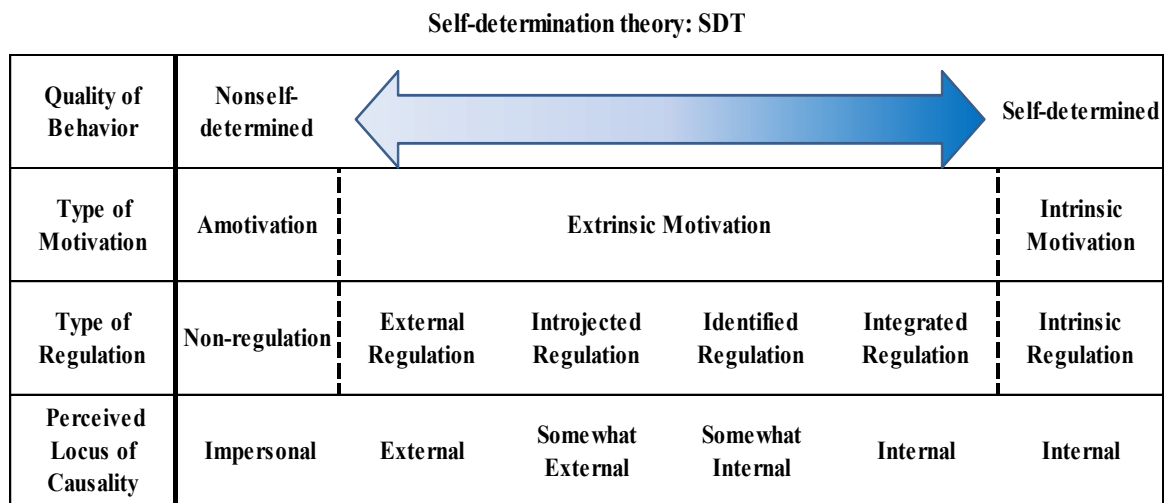 Self-determination theory: SDT
Quality of
Behavior
Nonself-
determined
Self-determined
Type of
Motivation
Amotivation
Extrinsic Motivation
Intrinsic
Motivation
Type of
Regulation
Non-regulation
External
Regulation
Introjected
Regulation
Identified
Regulation
Integrated
Regulation
Intrinsic
Regulation
Perceived
Locus of
Causality
Impersonal
External
Somewhat
External
Somewhat
Internal
Internal
Internal